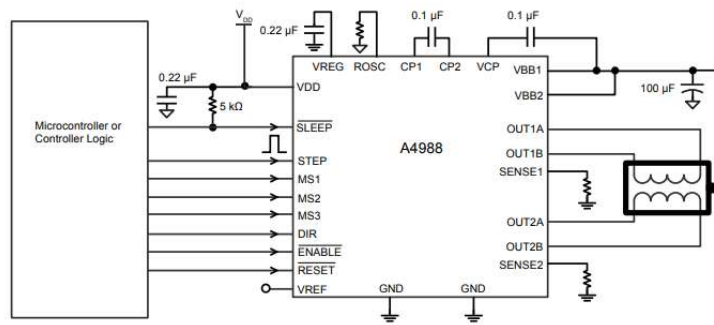 V_DD
0.22 µF
0.1 µF
0.1 µF
VREG
ROSC
CP1
CP2
VCP
VBB1
0.22 µF
VDD
5 kΩ
VBB2
100 µF
Microcontroller or
Controller Logic
SLEEP
OUT1A
A4988
OUT1B
STEP
SENSE1
MS1
MS2
MS3
OUT2A
DIR
OUT2B
ENABLE
SENSE2
RESET
VREF
GND
GND